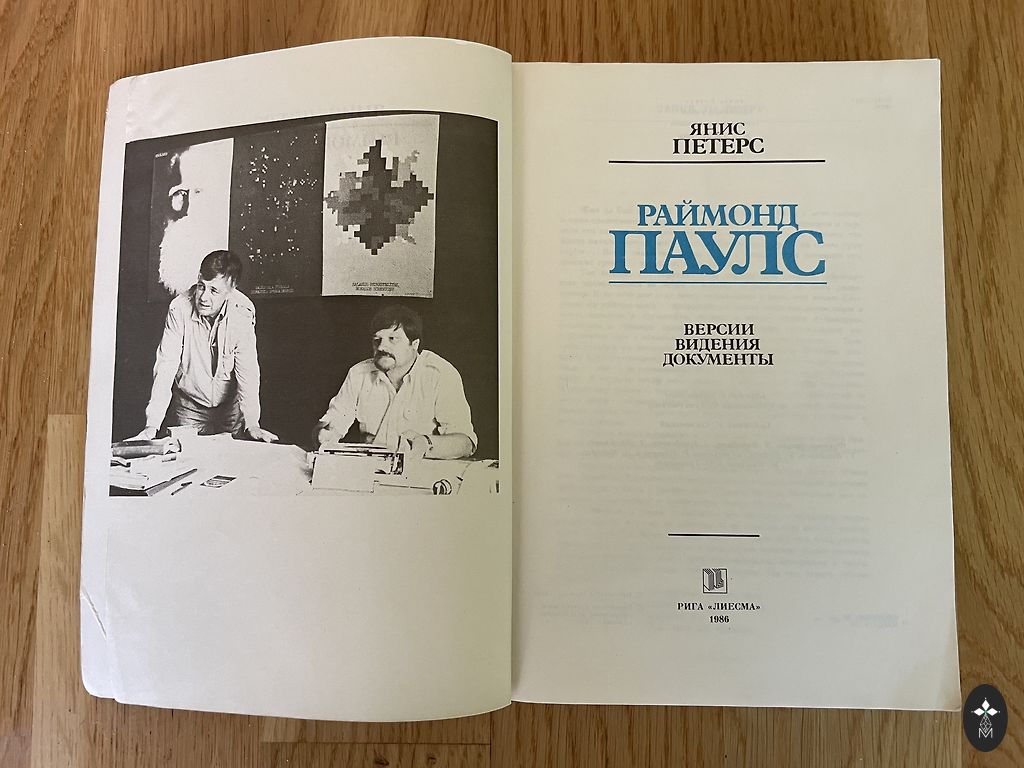 ЯНИС
ПЕТЕРС
РАЙМОНД
ПАУЛС
ВЕРСИИ
ВИДЕНИЯ
ДОКУМЕНТЫ
РИГА «ЛИЕСМА»
1986
M